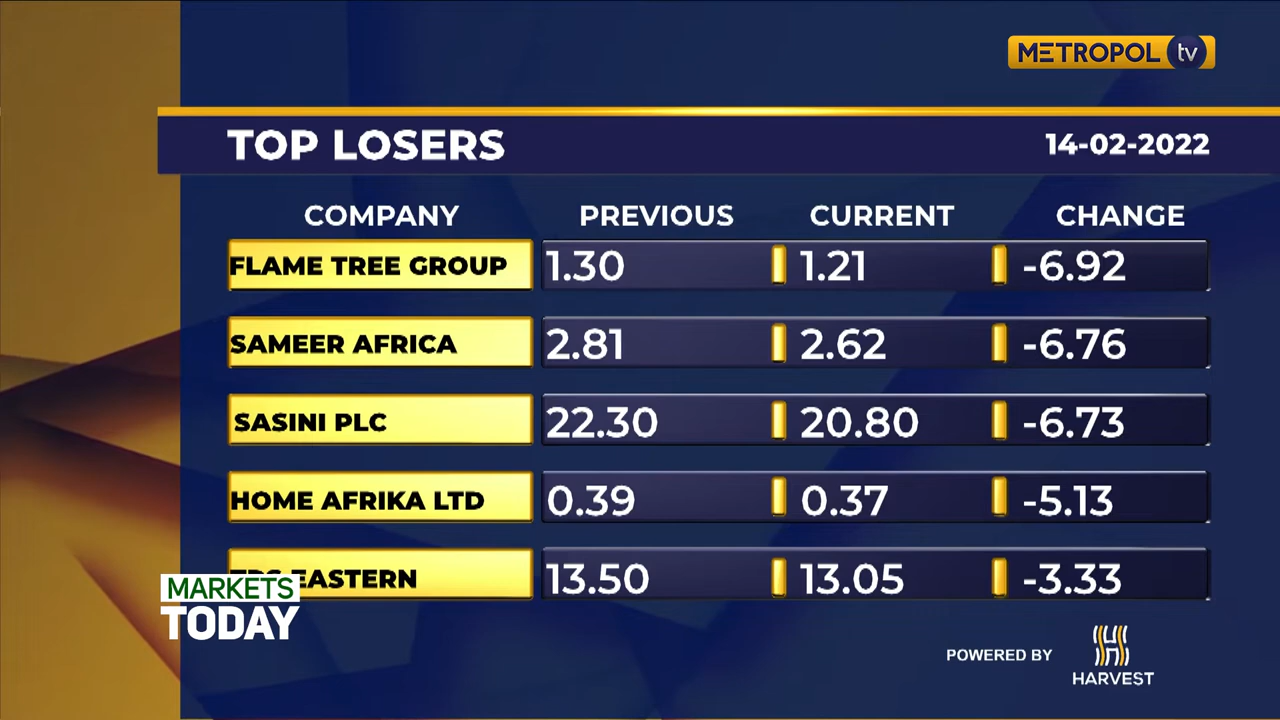 METROPOL tv
TOP LOSERS 14-02-2022
COMPANY PREVIOUS CURRENT CHANGE
FLAME TREE GROUP 1.30 1.21 -6.92
SAMEER AFRICA 2.81 2.62 -6.76
SASINI PLC 22.30 20.80 -6.73
HOME AFRIKA LTD 0.39 0.37 -5.13
EASTERN 13.50 13.05 -3.33
MARKETS
TODAY
POWERED BY
HARVEST